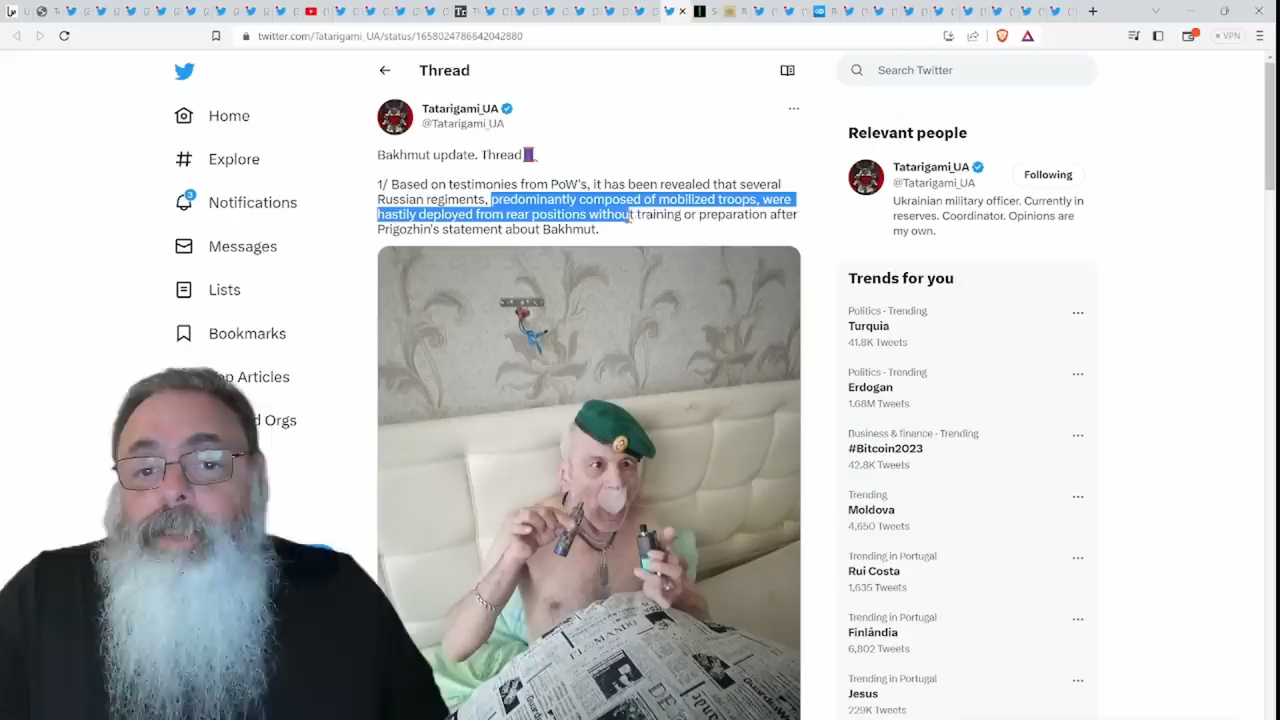 twitter.com/Tatarigami_UA/status/1658024786642042880
VPN
Home
Explore
3
Notifications
Messages
Lists
Bookmarks
op Articles
d Orgs
Thread
Tatarigami_UA
@Tatarigami_UA
Bakhmut update. Thread
1/ Based on testimonies from PoW's, it has been revealed that several
Russian regiments, predominantly composed of mobilized troops, were
hastily deployed from rear positions without training or preparation after
Prigozhin's statement about Bakhmut.
EL MANDU
Search Twitter
Relevant people
Tatarigami_UA
@Tatarigami_UA
Following
Ukrainian military officer. Currently in
reserves. Coordinator. Opinions are
my own.
Trends for you
Politics · Trending
Turquia
41.8K Tweets
Politics · Trending
Erdogan
1.68M Tweets
Business & finance · Trending
#Bitcoin2023
42.8K Tweets
Trending
Moldova
4,650 Tweets
Trending in Portugal
Rui Costa
1,635 Tweets
Trending in Portugal
Finlândia
6,802 Tweets
Trending in Portugal
Jesus
229K Tweets